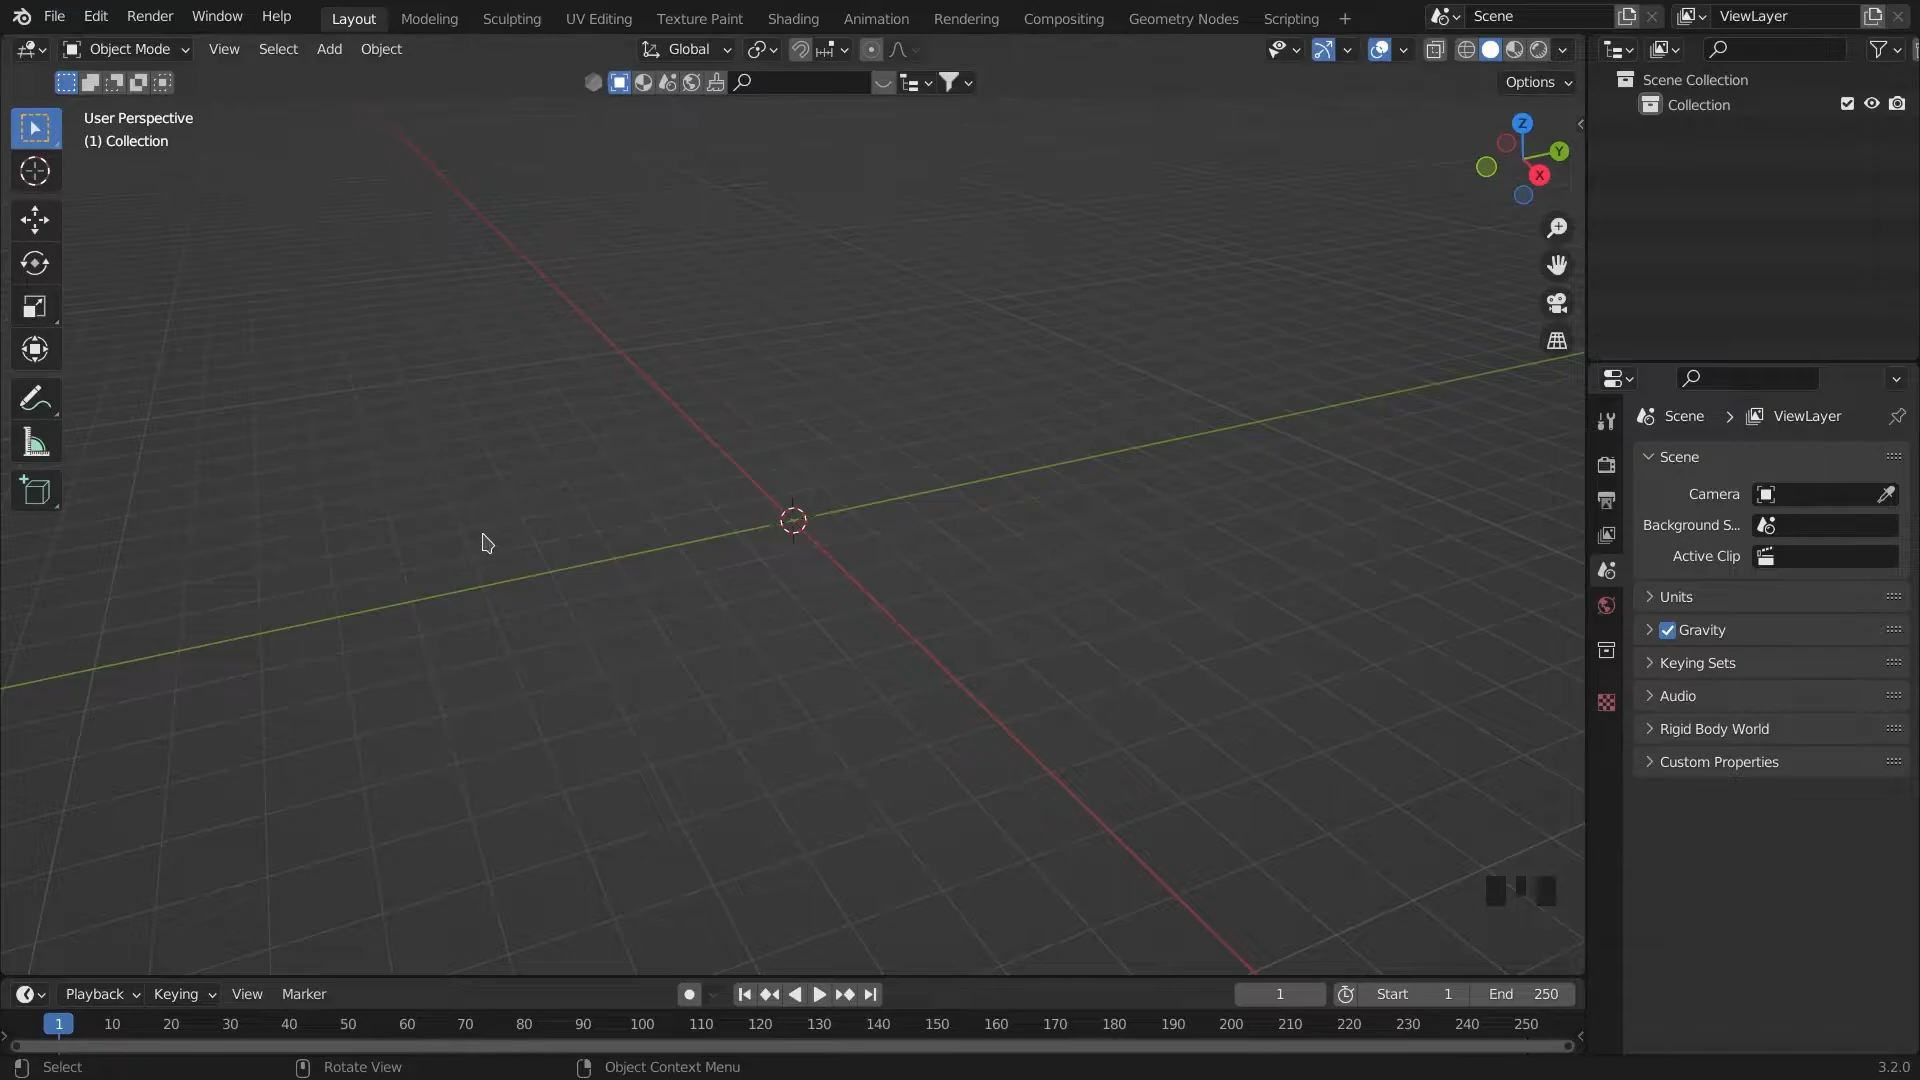 File Edit Render Window Help Layout Modeling Sculpting UV Editing Texture Paint Shading Animation Rendering Compositing Geometry Nodes Scripting + Scene ViewLayer
Object Mode View Select Add Object Global
Options
User Perspective
(1) Collection
Z
Y
X
Scene Collection
Collection
Scene > ViewLayer
Scene
Camera
Background S...
Active Clip
Units
Gravity
Keying Sets
Audio
Rigid Body World
Custom Properties
Playback Keying View Marker 1 Start 1 End 250
1 10 20 30 40 50 60 70 80 90 100 110 120 130 140 150 160 170 180 190 200 210 220 230 240 250
Select Rotate View Object Context Menu 3.2.0